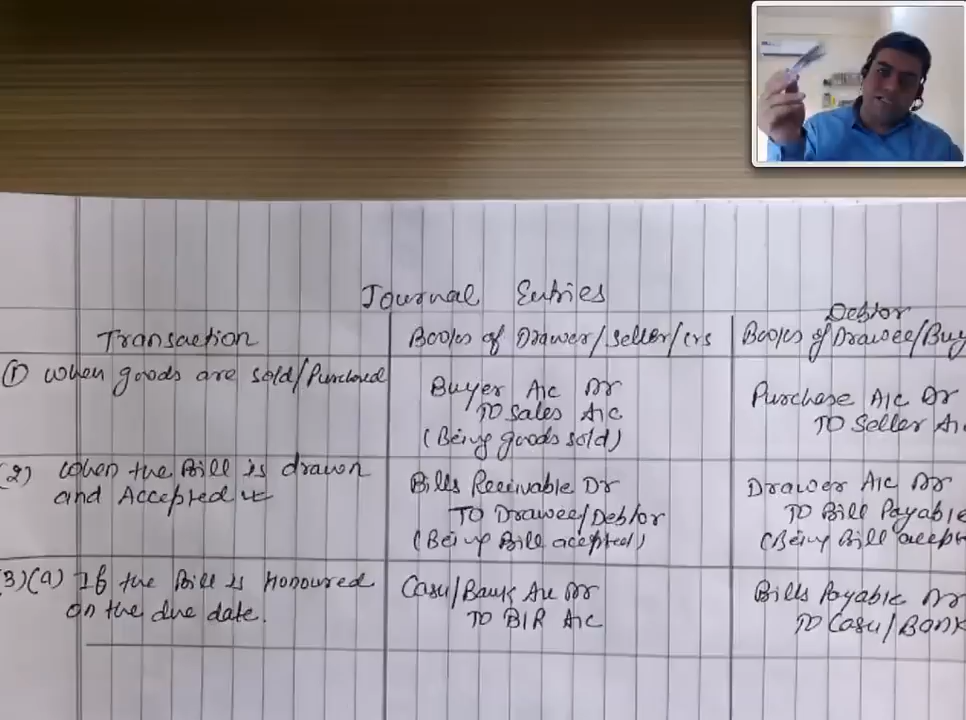 Journal Entries
Transaction
Books of Drawer/Seller/Crs
Debtor
Books of Drawee/Buy
(1) When goods are sold/Purchased
Buyer A/C Dr
TO Sales A/C
(Being goods sold)
Purchase A/C Dr
TO Seller A/C
(2) When the Bill is drawn
and Accepted
Bills Receivable Dr
TO Drawee/Debtor
(Being Bill accepted)
Drawer A/C Dr
TO Bill Payable
(Being Bill accept
(3)(a) If the Bill is Honoured
on the due date.
Cash/Bank A/c Dr
TO B/R A/C
Bills Payable Dr
TO Cash/Bank